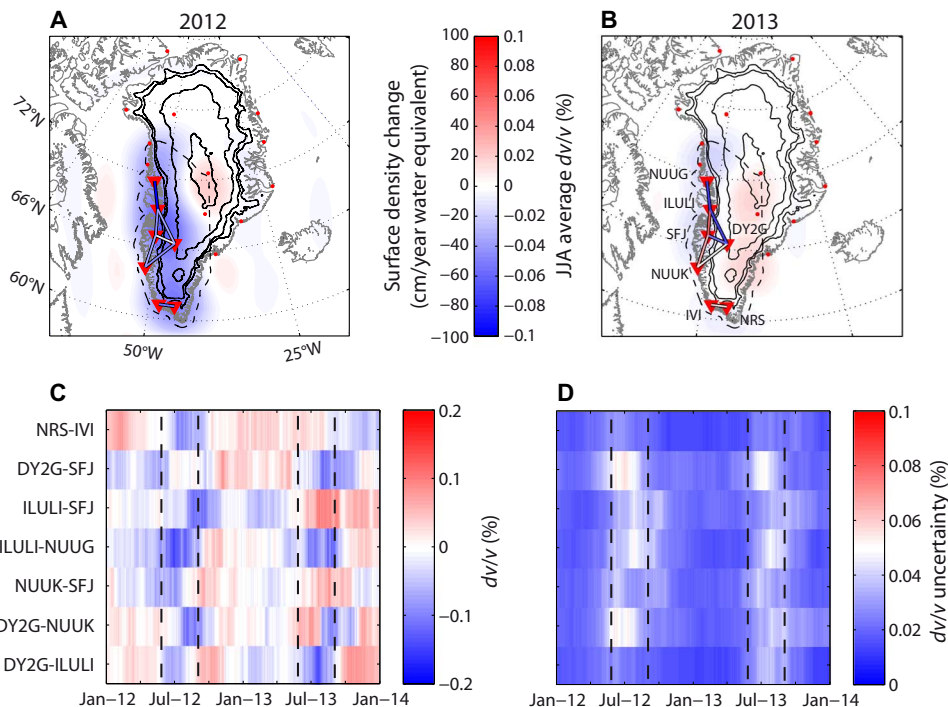 A 2012
B 2013
72°N
66°N
60°N
50°W
25°W
Surface density change
(cm/year water equivalent)
100
80
60
40
20
0
−20
−40
−60
−80
−100
JJA average dv/v (%)
0.1
0.08
0.06
0.04
0.02
0
−0.02
−0.04
−0.06
−0.08
−0.1
NUUG
ILULI
DY2G
SFJ
NUUK
IVI
NRS
C
NRS-IVI
DY2G-SFJ
ILULI-SFJ
ILULI-NUUG
NUUK-SFJ
DY2G-NUUK
DY2G-ILULI
Jan−12 Jul−12 Jan−13 Jul−13 Jan−14
0.2
0.1
0
−0.1
−0.2
dv/v (%)
D
Jan−12 Jul−12 Jan−13 Jul−13 Jan−14
0.1
0.08
0.06
0.04
0.02
0
dv/v uncertainty (%)